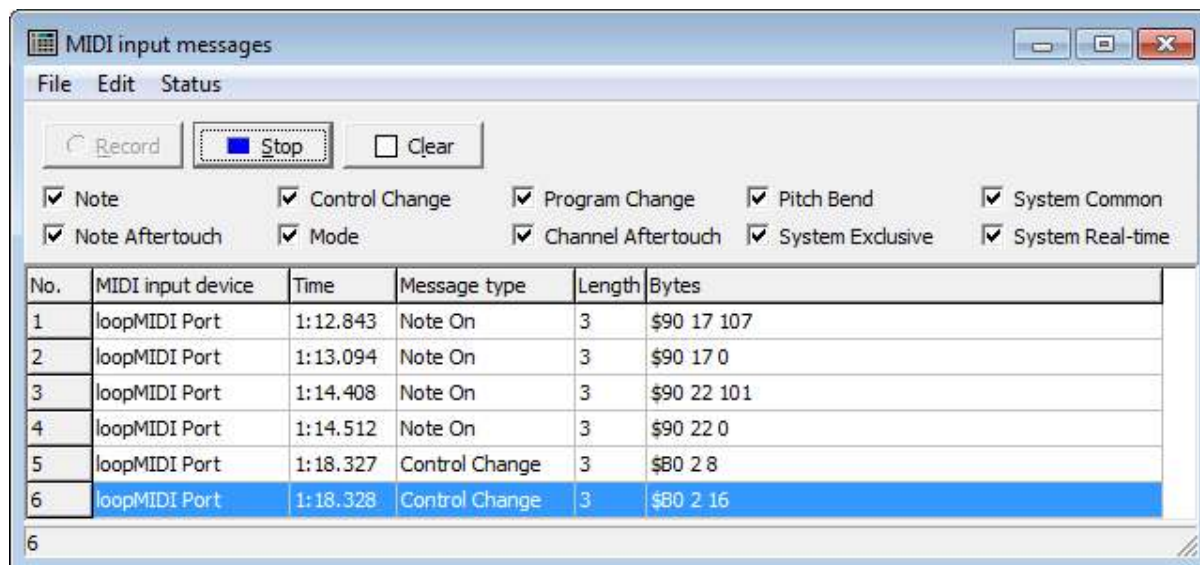 MIDI input messages
File Edit Status
Record Stop Clear
Note Control Change Program Change Pitch Bend System Common
Note Aftertouch Mode Channel Aftertouch System Exclusive System Real-time
No. MIDI input device Time Message type Length Bytes
1 loopMIDI Port 1:12.843 Note On 3 $90 17 107
2 loopMIDI Port 1:13.094 Note On 3 $90 17 0
3 loopMIDI Port 1:14.408 Note On 3 $90 22 101
4 loopMIDI Port 1:14.512 Note On 3 $90 22 0
5 loopMIDI Port 1:18.327 Control Change 3 $B0 2 8
6 loopMIDI Port 1:18.328 Control Change 3 $B0 2 16
6